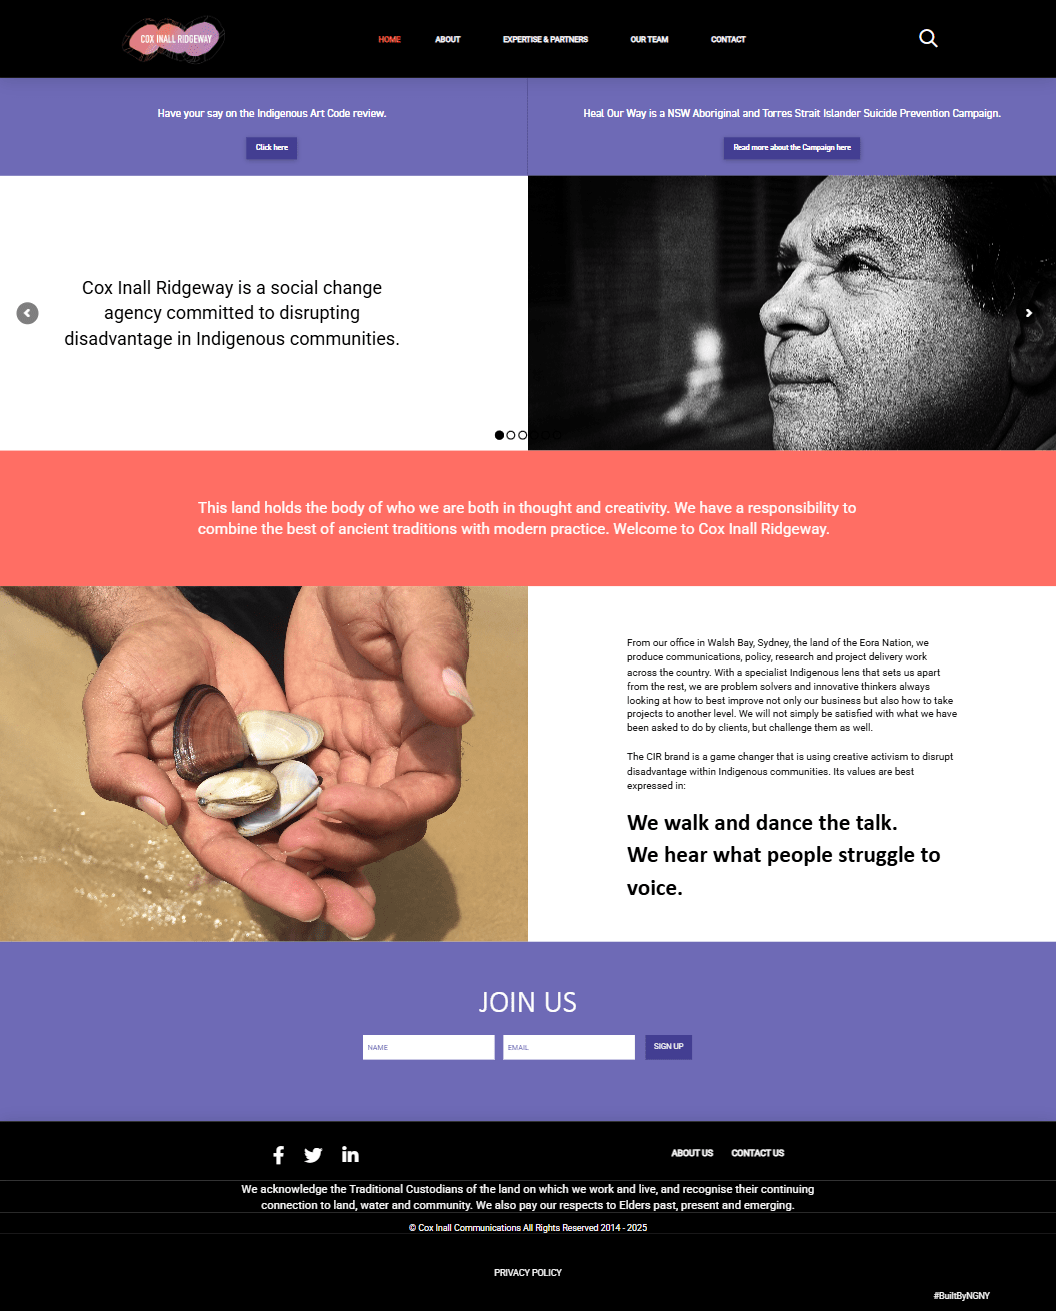 COX INALL RIDGEWAY
HOME
ABOUT
EXPERTISE & PARTNERS
OUR TEAM
CONTACT
Have your say on the Indigenous Art Code review.
Click here
Heal Our Way is a NSW Aboriginal and Torres Strait Islander Suicide Prevention Campaign.
Read more about the Campaign here
Cox Inall Ridgeway is a social change
agency committed to disrupting
disadvantage in Indigenous communities.
This land holds the body of who we are both in thought and creativity. We have a responsibility to
combine the best of ancient traditions with modern practice. Welcome to Cox Inall Ridgeway.
From our office in Walsh Bay, Sydney, the land of the Eora Nation, we
produce communications, policy, research and project delivery work
across the country. With a specialist Indigenous lens that sets us apart
from the rest, we are problem solvers and innovative thinkers always
looking at how to best improve not only our business but also how to take
projects to another level. We will not simply be satisfied with what we have
been asked to do by clients, but challenge them as well.
The CIR brand is a game changer that is using creative activism to disrupt
disadvantage within Indigenous communities. Its values are best
expressed in:
We walk and dance the talk.
We hear what people struggle to
voice.
JOIN US
NAME
EMAIL
SIGN UP
ABOUT US
CONTACT US
We acknowledge the Traditional Custodians of the land on which we work and live, and recognise their continuing
connection to land, water and community. We also pay our respects to Elders past, present and emerging.
© Cox Inall Communications All Rights Reserved 2014 - 2025
PRIVACY POLICY
#BuiltByNGNY